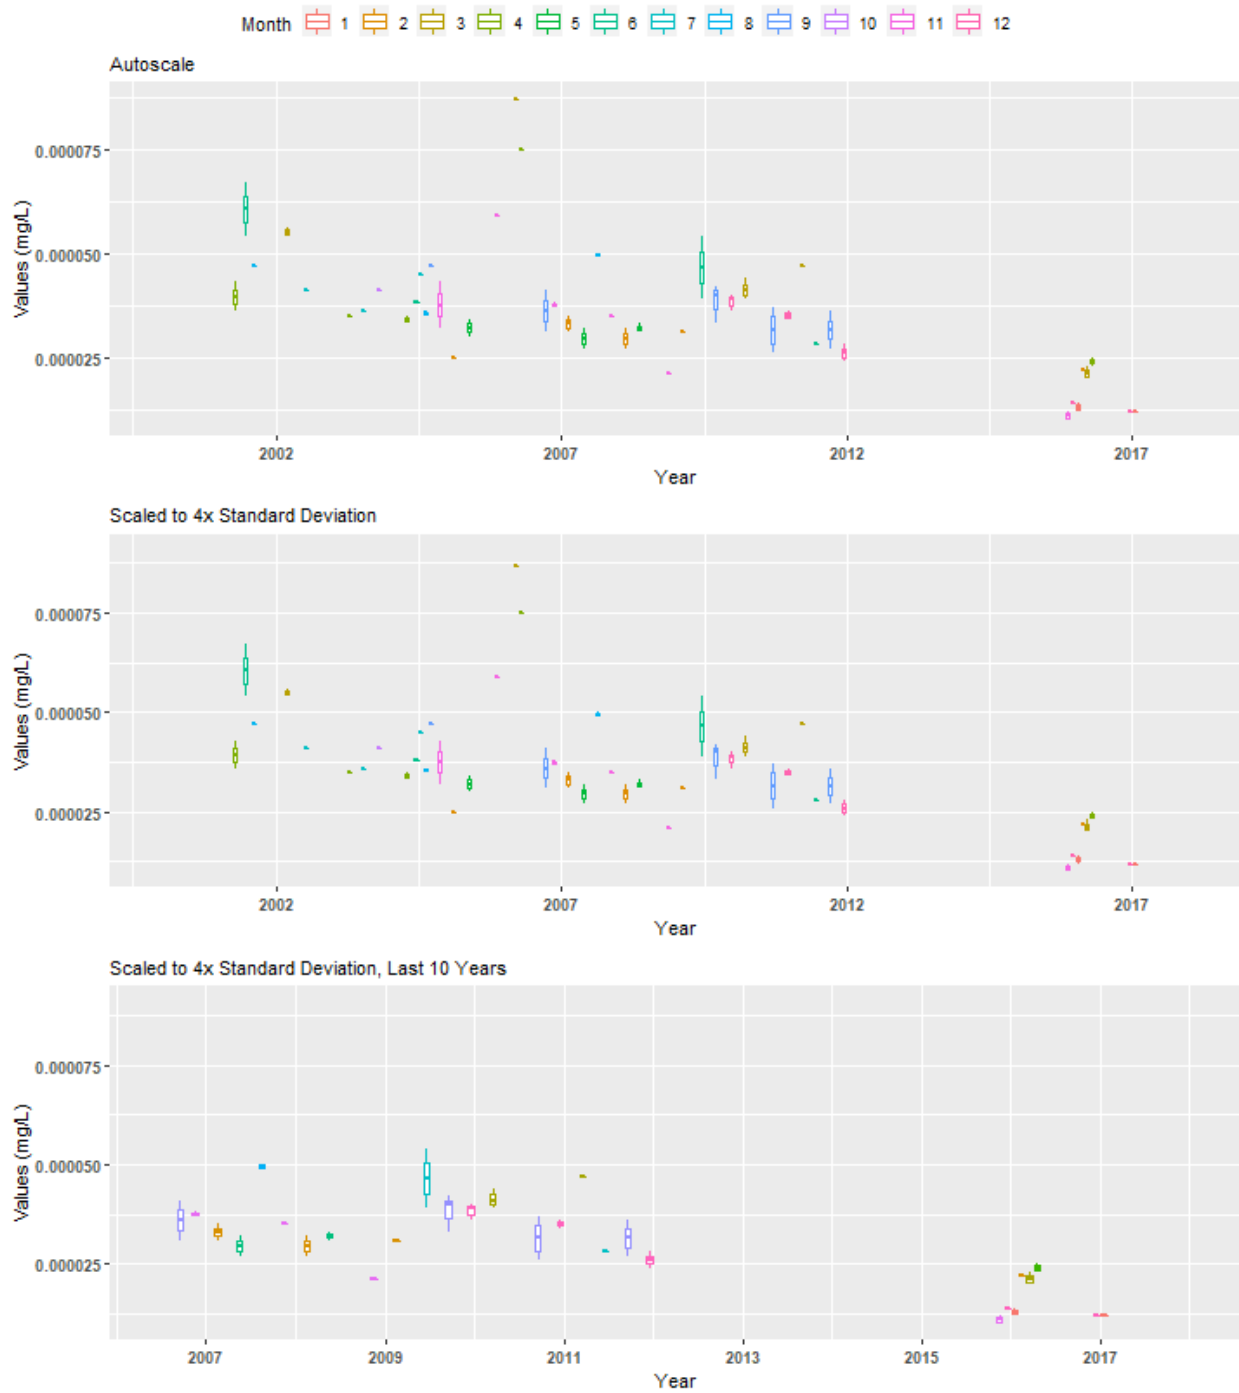 Month 1 2 3 4 5 6 7 8 9 10 11 12
Autoscale
Values (mg/L)
0.000075
0.000050
0.000025
2002 2007 2012 2017
Year
Scaled to 4x Standard Deviation
Values (mg/L)
0.000075
0.000050
0.000025
2002 2007 2012 2017
Year
Scaled to 4x Standard Deviation, Last 10 Years
Values (mg/L)
0.000075
0.000050
0.000025
2007 2009 2011 2013 2015 2017
Year